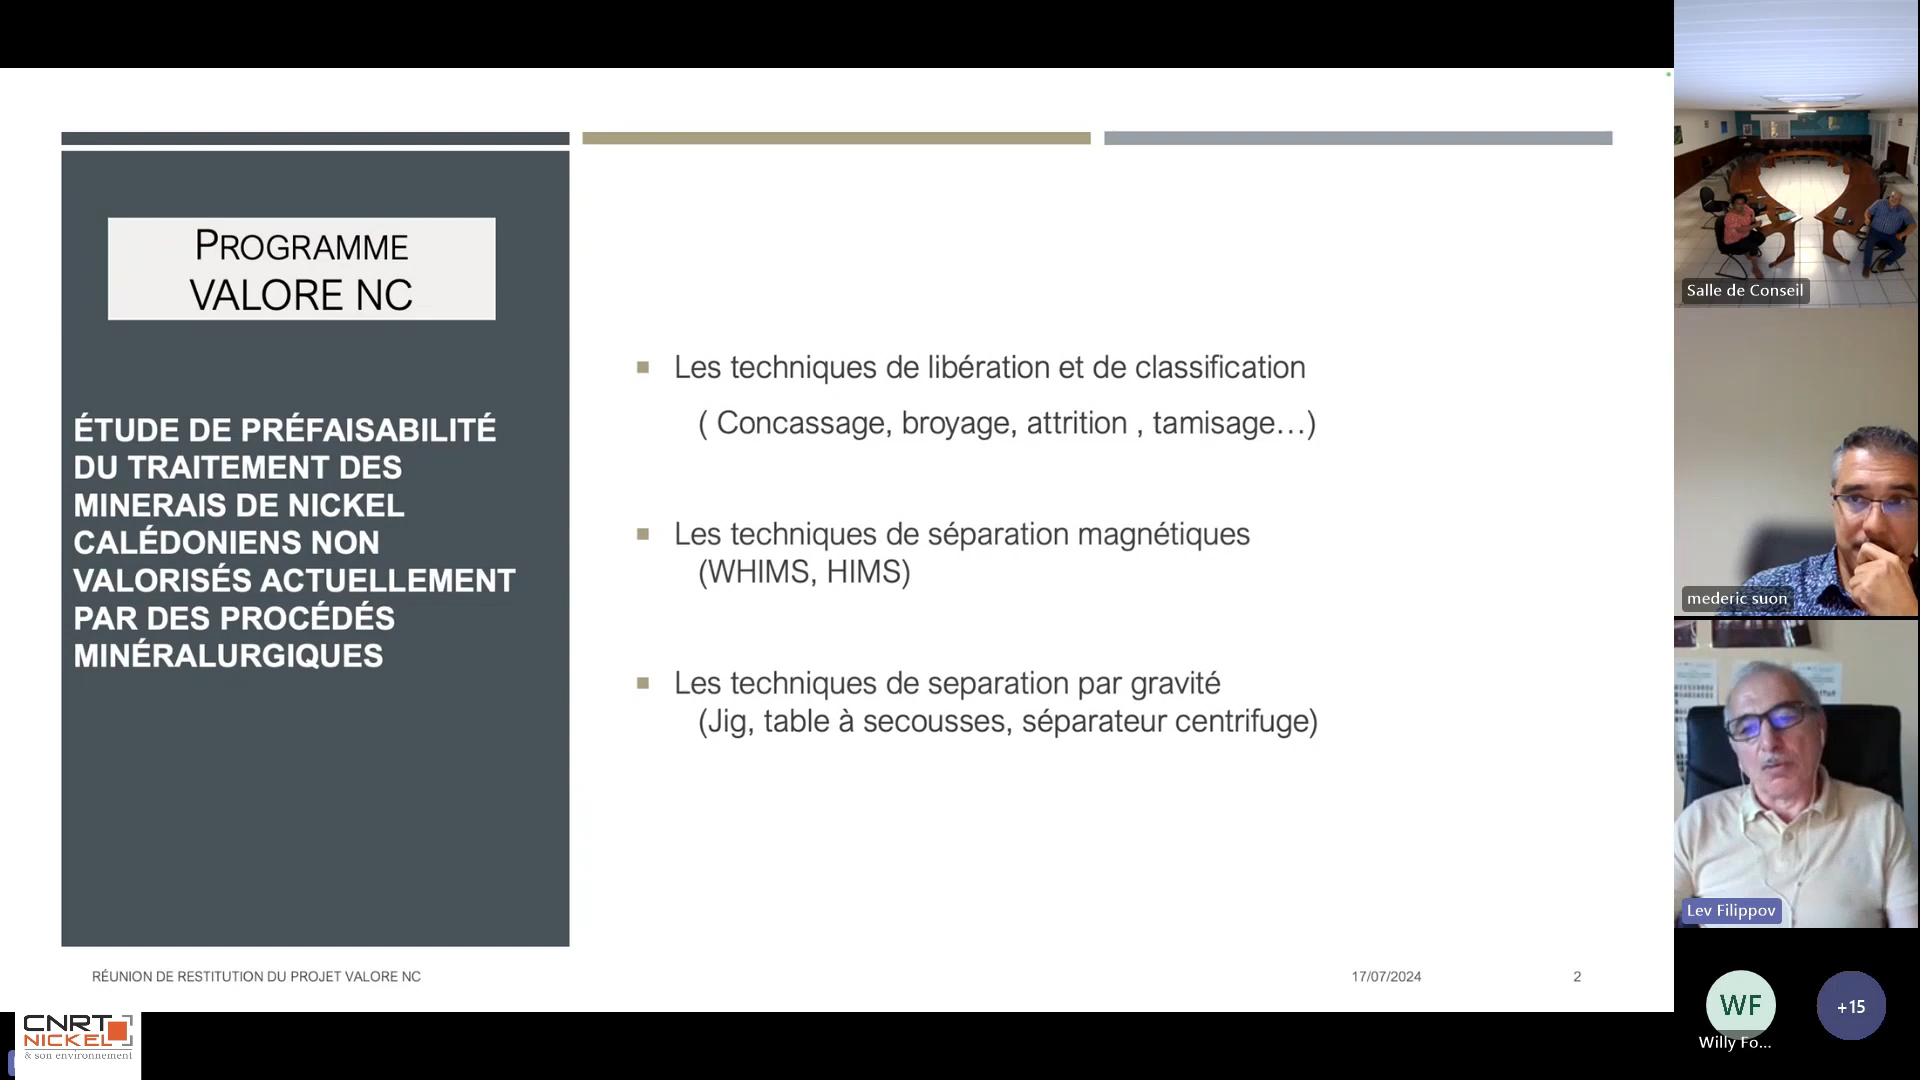 PROGRAMME
VALORE NC
ÉTUDE DE PRÉFAISABILITÉ
DU TRAITEMENT DES
MINERAIS DE NICKEL
CALÉDONIENS NON
VALORISÉS ACTUELLEMENT
PAR DES PROCÉDÉS
MINÉRALURGIQUES
Les techniques de libération et de classification
( Concassage, broyage, attrition , tamisage...)
Les techniques de séparation magnétiques
(WHIMS, HIMS)
Les techniques de separation par gravité
(Jig, table à secousses, séparateur centrifuge)
RÉUNION DE RESTITUTION DU PROJET VALORE NC
17/07/2024
2
CNRT
NICKEL
& son environnement
Salle de Conseil
mederic suon
Lev Filippov
WF
Willy Fo...
+15